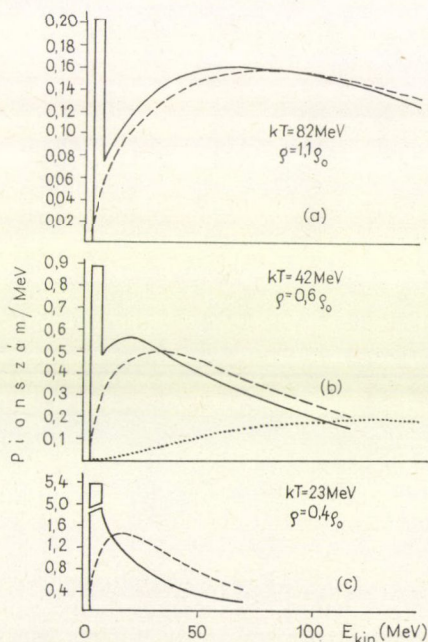 0,20
0,18
0,16
0,14
0,12
0,10
0,08
0,06
0,04
0,02
kT=82MeV
ρ=1,1ρ₀
(a)
Pionszám/MeV
0,9
0,8
0,7
0,6
0,5
0,4
0,3
0,2
0,1
kT=42MeV
ρ=0,6ρ₀
(b)
5,4
5,0
1,6
1,2
0,8
0,4
kT=23MeV
ρ=0,4ρ₀
(c)
0 50 100 E_kin (MeV)